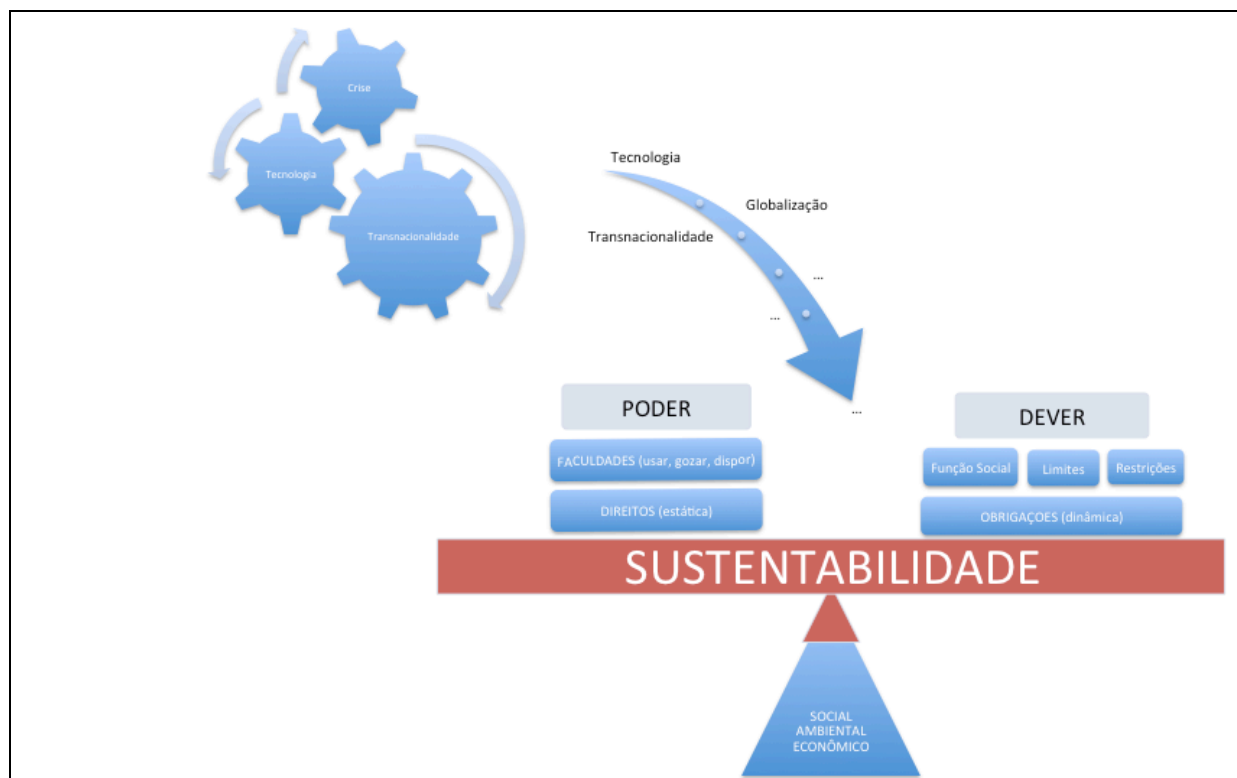 Crise
Tecnologia
Transnacionalidade
Tecnologia
Globalização
Transnacionalidade
...
...
...
PODER
FACULDADES (usar, gozar, dispor)
DIREITOS (estática)
DEVER
Função Social
Limites
Restrições
OBRIGAÇOES (dinâmica)
SUSTENTABILIDADE
SOCIAL
AMBIENTAL
ECONÔMICO